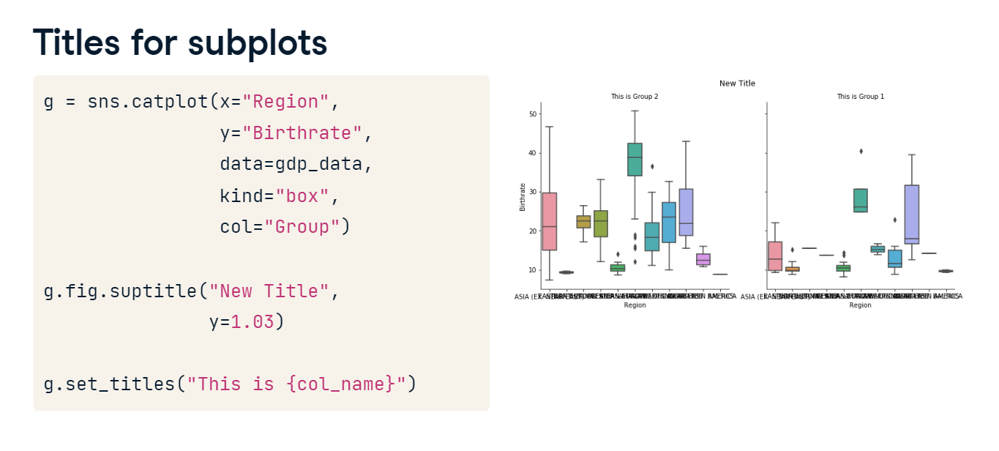 Titles for subplots
g = sns.catplot(x="Region",
y="Birthrate",
data=gdp_data,
kind="box",
col="Group")
g.fig.suptitle("New Title",
y=1.03)
g.set_titles("This is {col_name}")
New Title
This is Group 2
This is Group 1
50
40
30
20
10
Birthrate
ASIA (EX.
Region
ASIA (EX.
Region